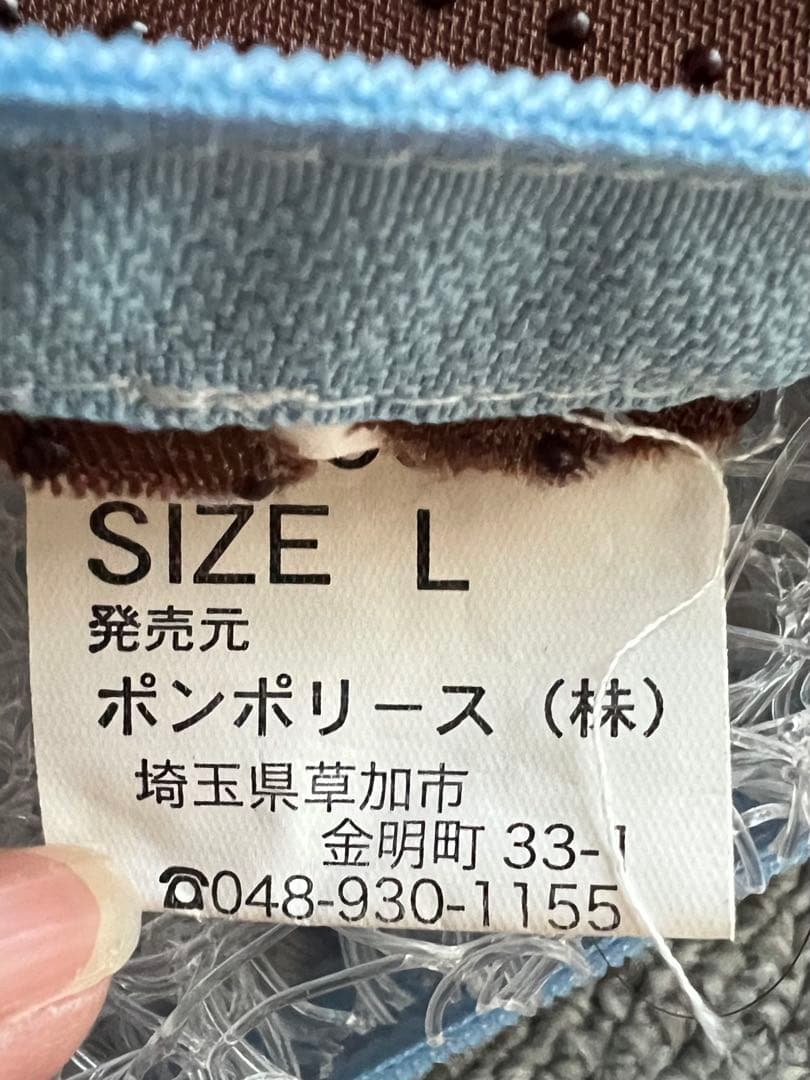 SIZE L
発売元
ポンポリース（株）
埼玉県草加市
金明町 33-1
☎048-930-1155